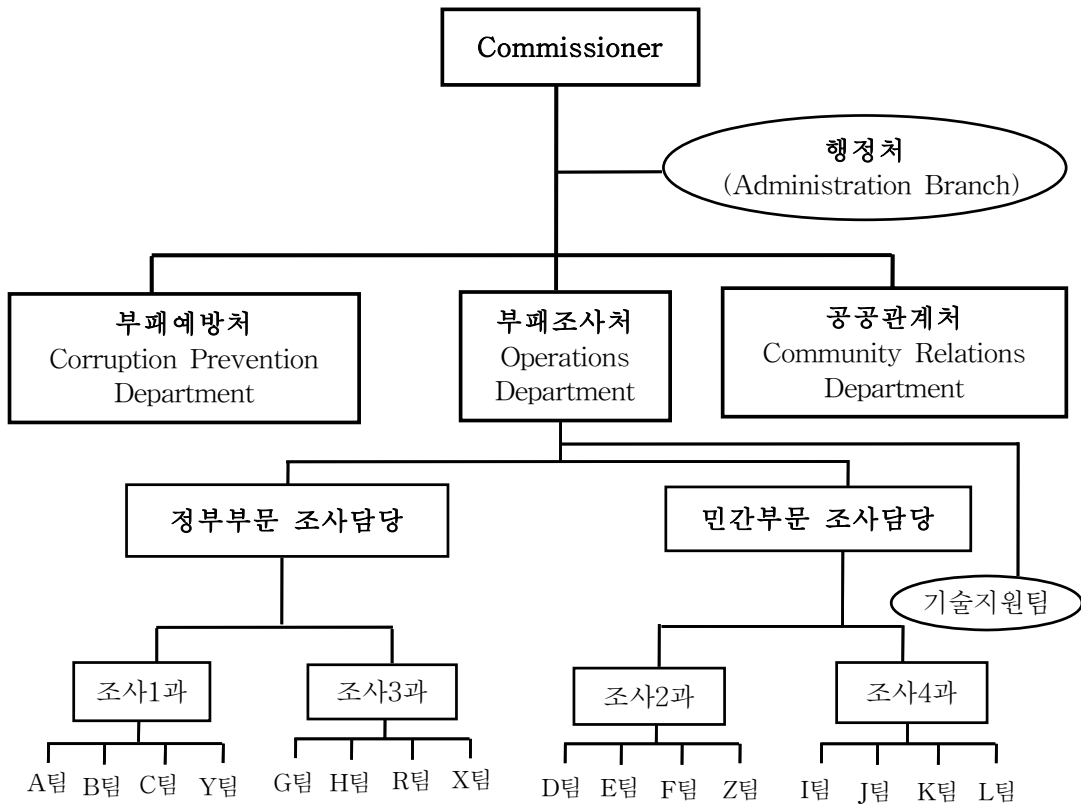 Commissioner
행정처
(Administration Branch)
부패예방처
Corruption Prevention
Department
부패조사처
Operations
Department
공공관계처
Community Relations
Department
정부부문 조사담당
민간부문 조사담당
기술지원팀
조사1과
조사3과
조사2과
조사4과
A팀 B팀 C팀 Y팀
G팀 H팀 R팀 X팀
D팀 E팀 F팀 Z팀
I팀 J팀 K팀 L팀